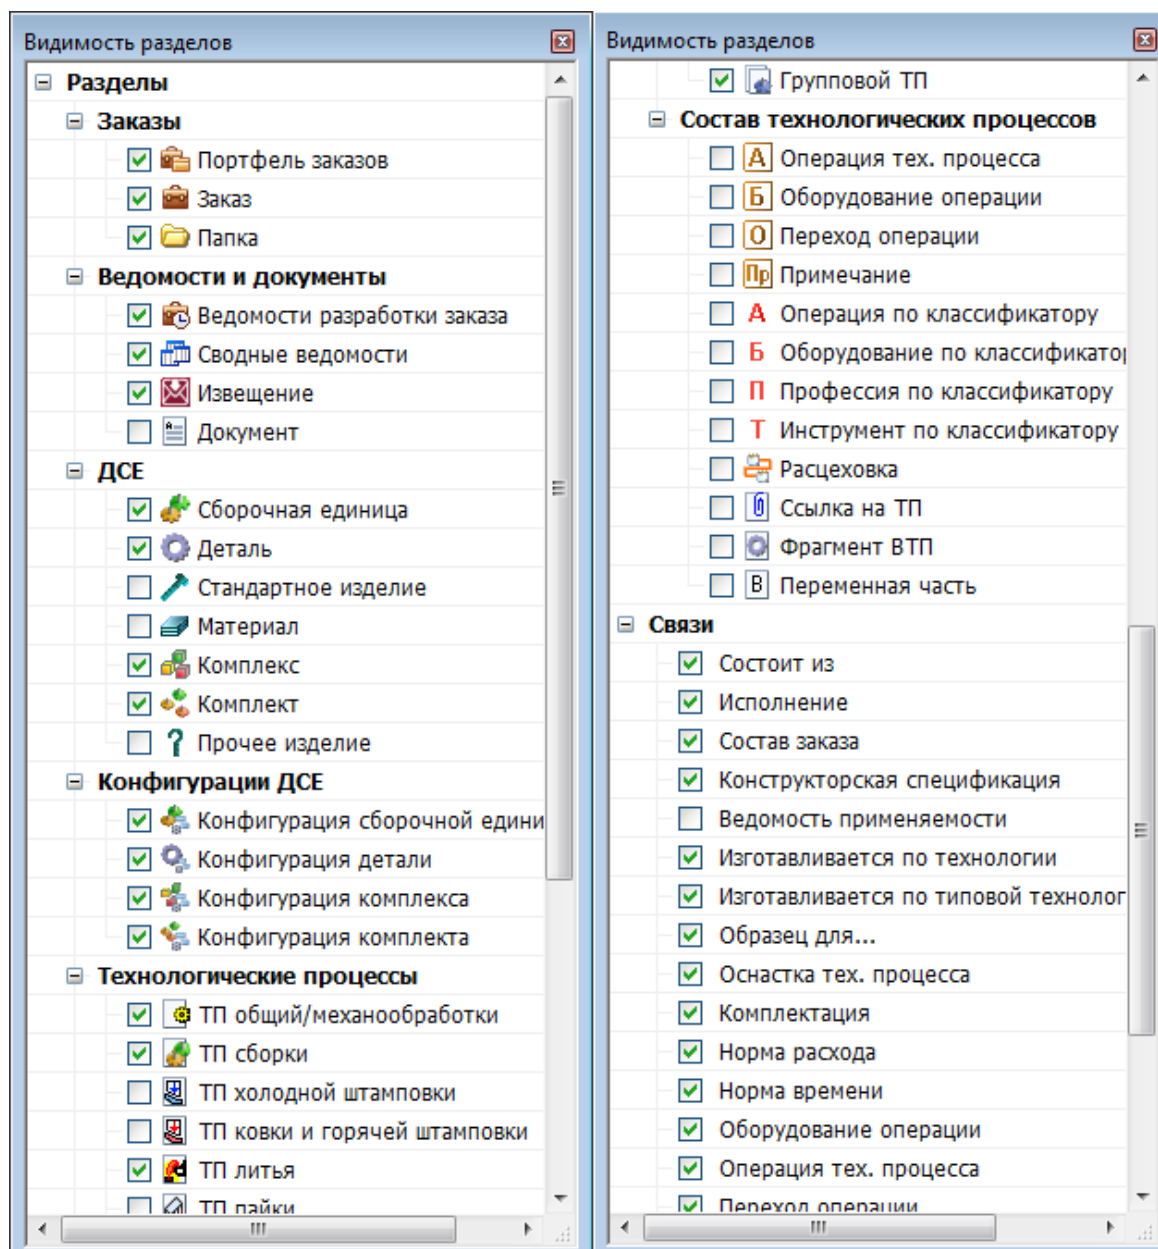 Видимость разделов
Разделы
Заказы
Портфель заказов
Заказ
Папка
Ведомости и документы
Ведомости разработки заказа
Сводные ведомости
Извещение
Документ
ДСЕ
Сборочная единица
Деталь
Стандартное изделие
Материал
Комплекс
Комплект
Прочее изделие
Конфигурации ДСЕ
Конфигурация сборочной едини
Конфигурация детали
Конфигурация комплекса
Конфигурация комплекта
Технологические процессы
ТП общий/механообработки
ТП сборки
ТП холодной штамповки
ТП ковки и горячей штамповки
ТП литья
ТП пайки
Видимость разделов
Групповой ТП
Состав технологических процессов
А Операция тех. процесса
Б Оборудование операции
О Переход операции
Пр Примечание
А Операция по классификатору
Б Оборудование по классификатор
П Профессия по классификатору
Т Инструмент по классификатору
Расцеховка
Ссылка на ТП
Фрагмент ВТП
В Переменная часть
Связи
Состоит из
Исполнение
Состав заказа
Конструкторская спецификация
Ведомость применяемости
Изготавливается по технологии
Изготавливается по типовой технолог
Образец для...
Оснастка тех. процесса
Комплектация
Норма расхода
Норма времени
Оборудование операции
Операция тех. процесса
Переход операции